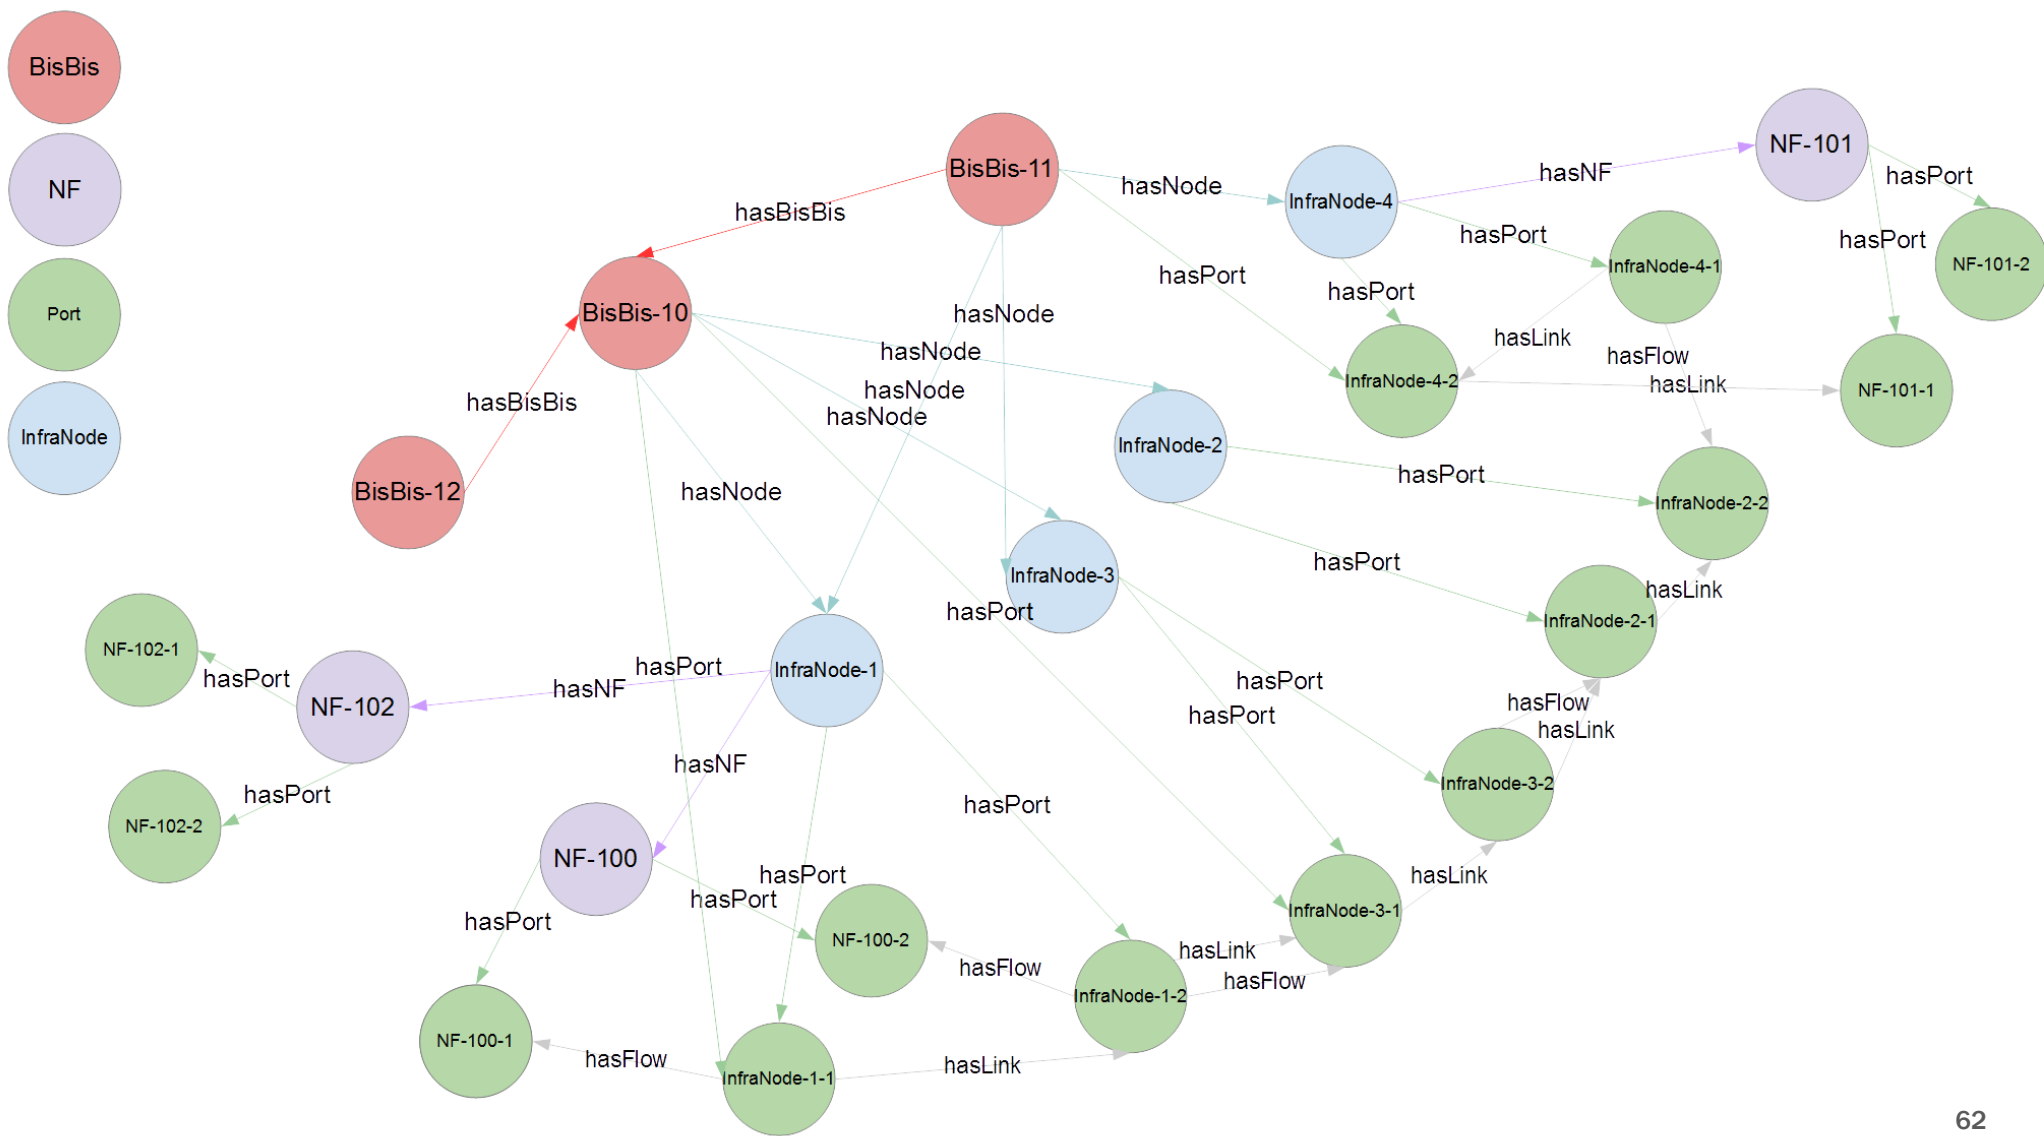 BisBis
NF
Port
InfraNode
BisBis-11
hasNode
InfraNode-4
hasNF
NF-101
hasPort
NF-101-2
hasBisBis
hasPort
InfraNode-4-1
hasPort
hasPort
hasPort
BisBis-10
hasNode
hasNode
hasLink
hasFlow
InfraNode-4-2
hasLink
NF-101-1
hasNode
hasNode
hasBisBis
InfraNode-2
hasPort
BisBis-12
hasNode
InfraNode-2-2
hasPort
InfraNode-3
hasLink
hasPort
InfraNode-2-1
NF-102-1
hasPort
NF-102
hasNF
hasPort
InfraNode-1
hasPort
hasPort
hasFlow
hasLink
hasNF
InfraNode-3-2
hasPort
NF-102-2
hasPort
NF-100
hasPort
hasPort
hasPort
hasLink
InfraNode-3-1
NF-100-2
hasFlow
hasLink
hasFlow
InfraNode-1-2
NF-100-1
hasFlow
InfraNode-1-1
hasLink
62